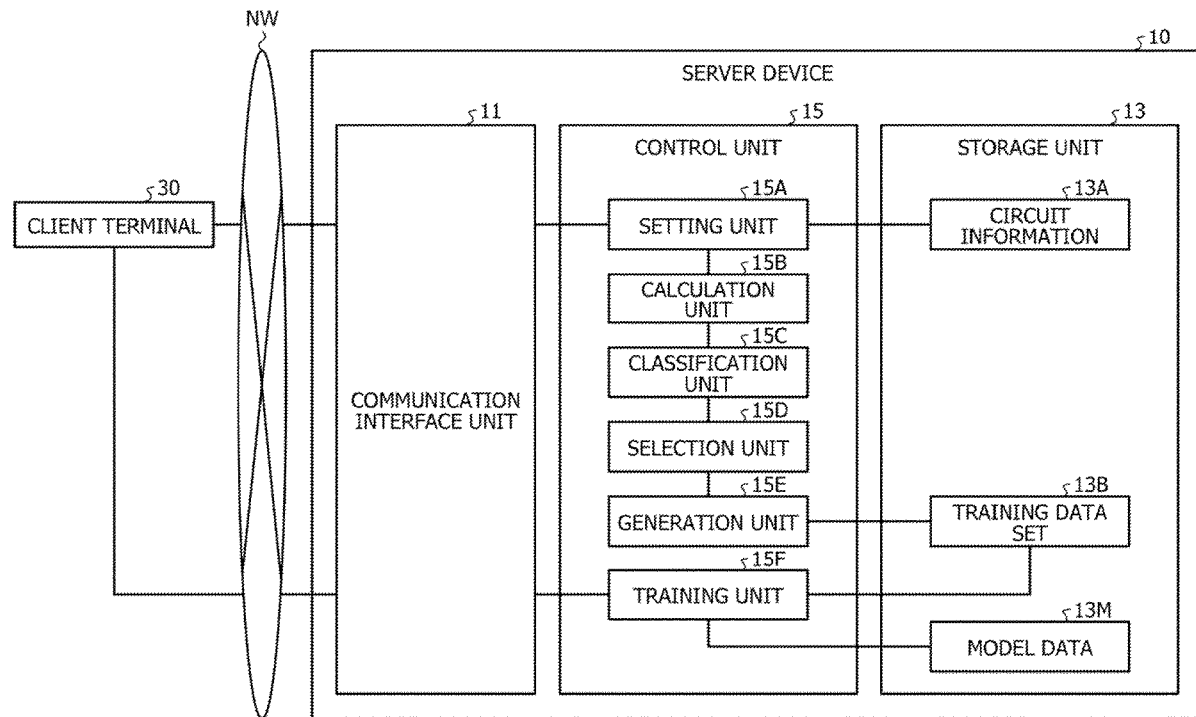 NW
10
SERVER DEVICE
11
15
13
CONTROL UNIT
STORAGE UNIT
30
CLIENT TERMINAL
15A
SETTING UNIT
13A
CIRCUIT
INFORMATION
15B
CALCULATION
UNIT
15C
CLASSIFICATION
UNIT
COMMUNICATION
INTERFACE UNIT
15D
SELECTION UNIT
15E
GENERATION UNIT
13B
TRAINING DATA
SET
15F
TRAINING UNIT
13M
MODEL DATA